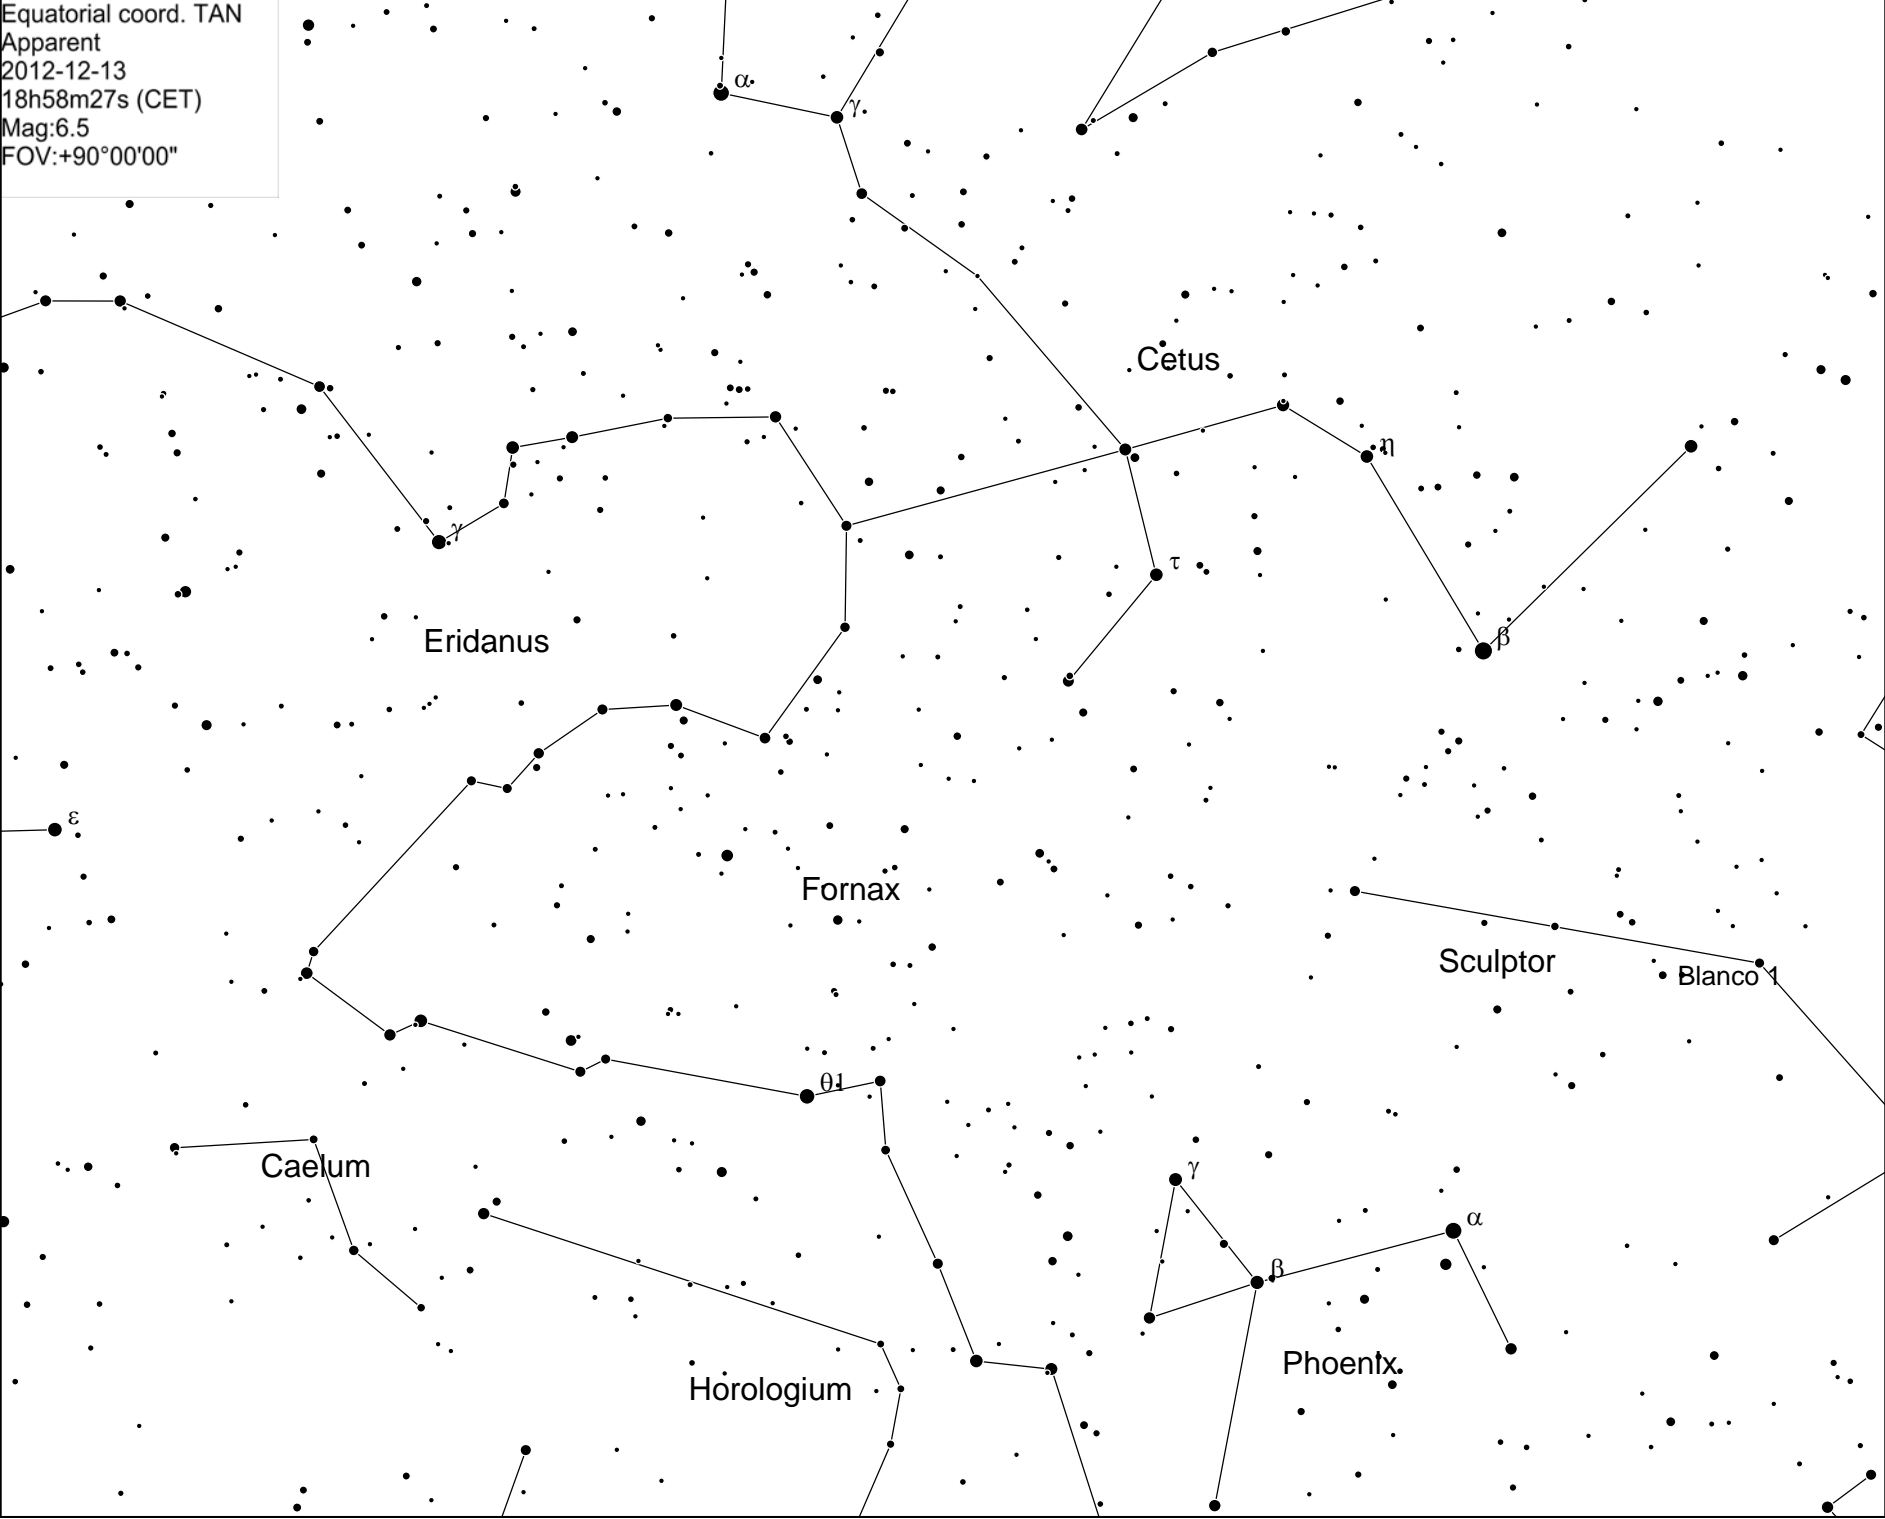 Equatorial coord. TAN
Apparent
2012-12-13
18h58m27s (CET)
Mag:6.5
FOV:+90°00'00"
α
γ
Cetus
η
γ
τ
Eridanus
β
ε
Fornax
Sculptor
Blanco 1
θ1
Caelum
γ
α
β
Phoenix
Horologium